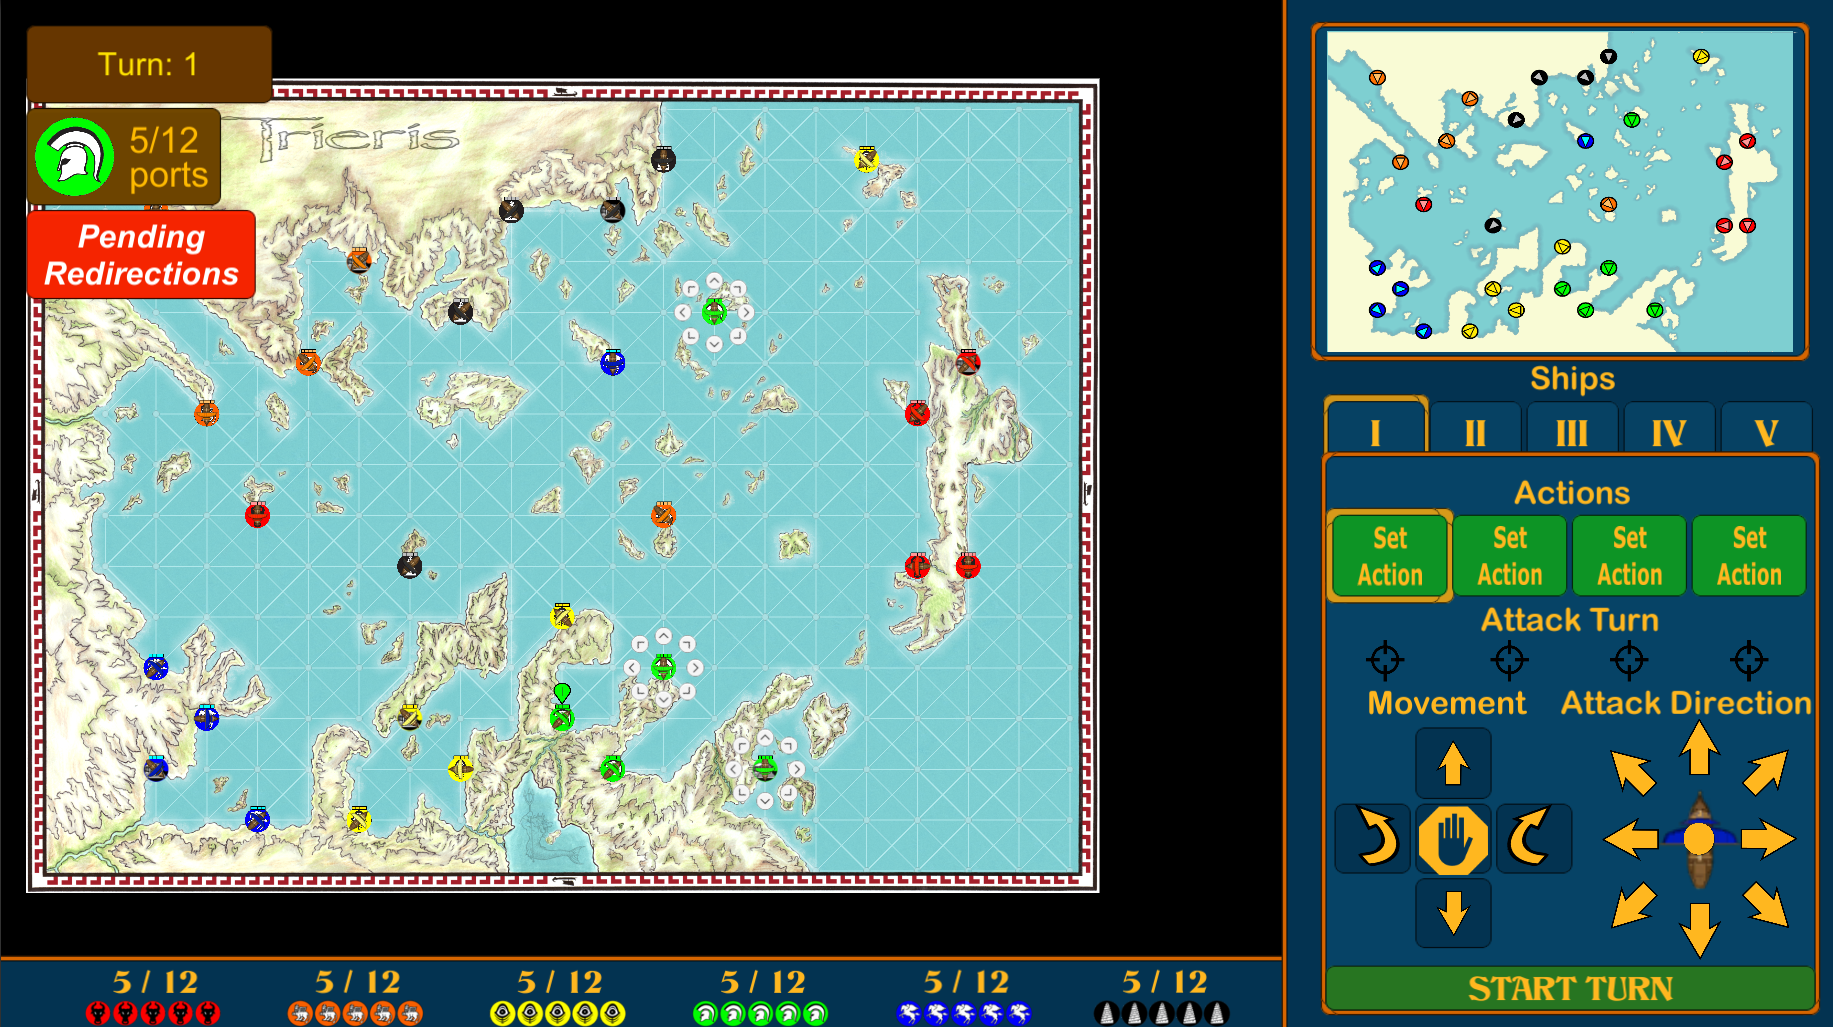 Turn: 1
5/12
ports
Pending
Redirections
Trieris
Ships
I II III IV V
Actions
Set Action
Set Action
Set Action
Set Action
Attack Turn
Movement
Attack Direction
START TURN
5 / 12
5 / 12
5 / 12
5 / 12
5 / 12
5 / 12